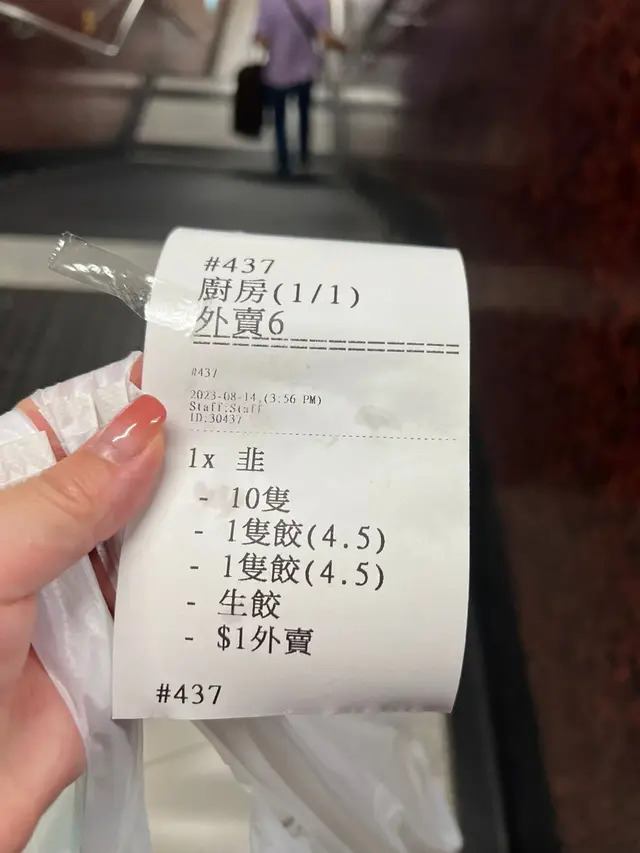 #437
廚房(1/1)
外賣6
====================
#437
2023-08-14,(3:56 PM)
Staff:Staff
ID:30437
1x 韭
- 10隻
- 1隻餃(4.5)
- 1隻餃(4.5)
- 生餃
- $1外賣
#437